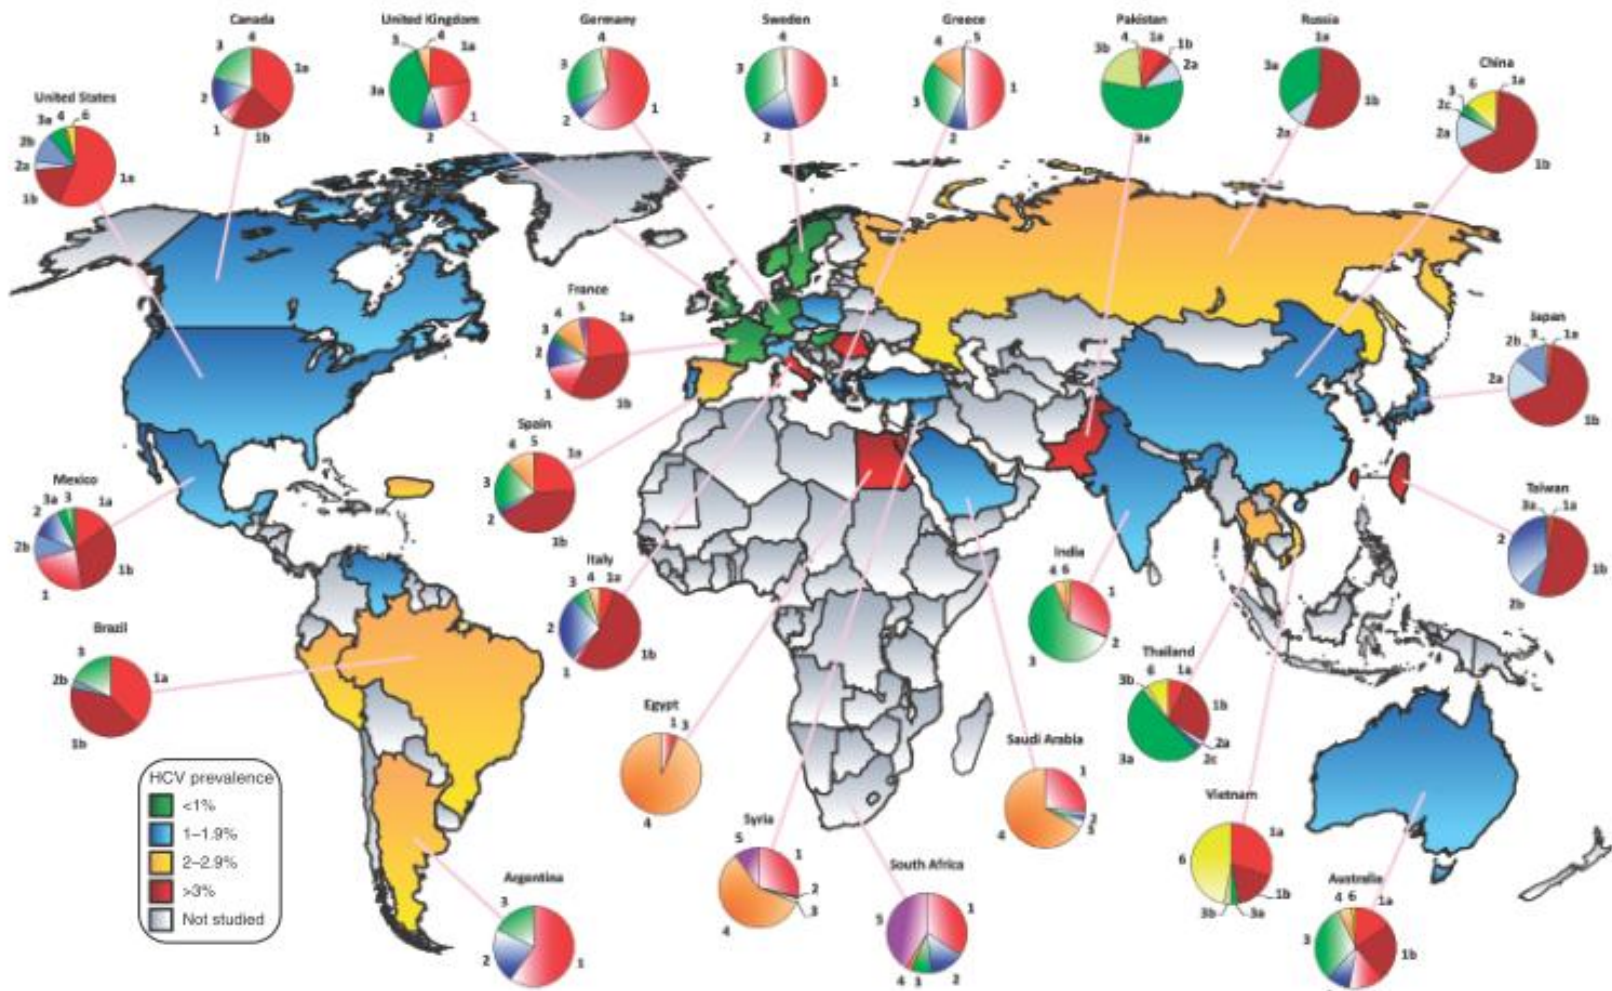 Canada
4
3
1a
2
1
1b
United Kingdom
3
4
1a
3a
1
2
Germany
4
3
1
2
Sweden
4
3
1
2
Greece
4
5
1
3
2
Pakistan
4
1a
3b
1b
2a
3a
Russia
1a
3a
1b
2a
China
1a
6
3
2c
2a
1b
United States
3a
4
6
2b
2a
1a
1b
France
5
4
1a
3
2
1
1b
Japan
2b
3
1a
2a
1b
Spain
4
5
1a
3
2
1b
Mexico
3a
3
1a
2
2b
1b
1
Taiwan
3a
1a
2
1b
2b
Italy
3
4
1a
2
1b
1
India
4
6
1
2
3
Brazil
3
2b
1a
1b
Thailand
6
1a
3b
1b
2a
2c
3a
Egypt
1
3
4
Saudi Arabia
1
2
4
HCV prevalence
<1%
1–1.9%
2–2.9%
>3%
Not studied
Vietnam
1a
6
1b
3b
3a
Syria
5
1
2
3
4
South Africa
5
1
4
3
2
Argentina
3
2
1
Australia
4
6
1a
3
1b